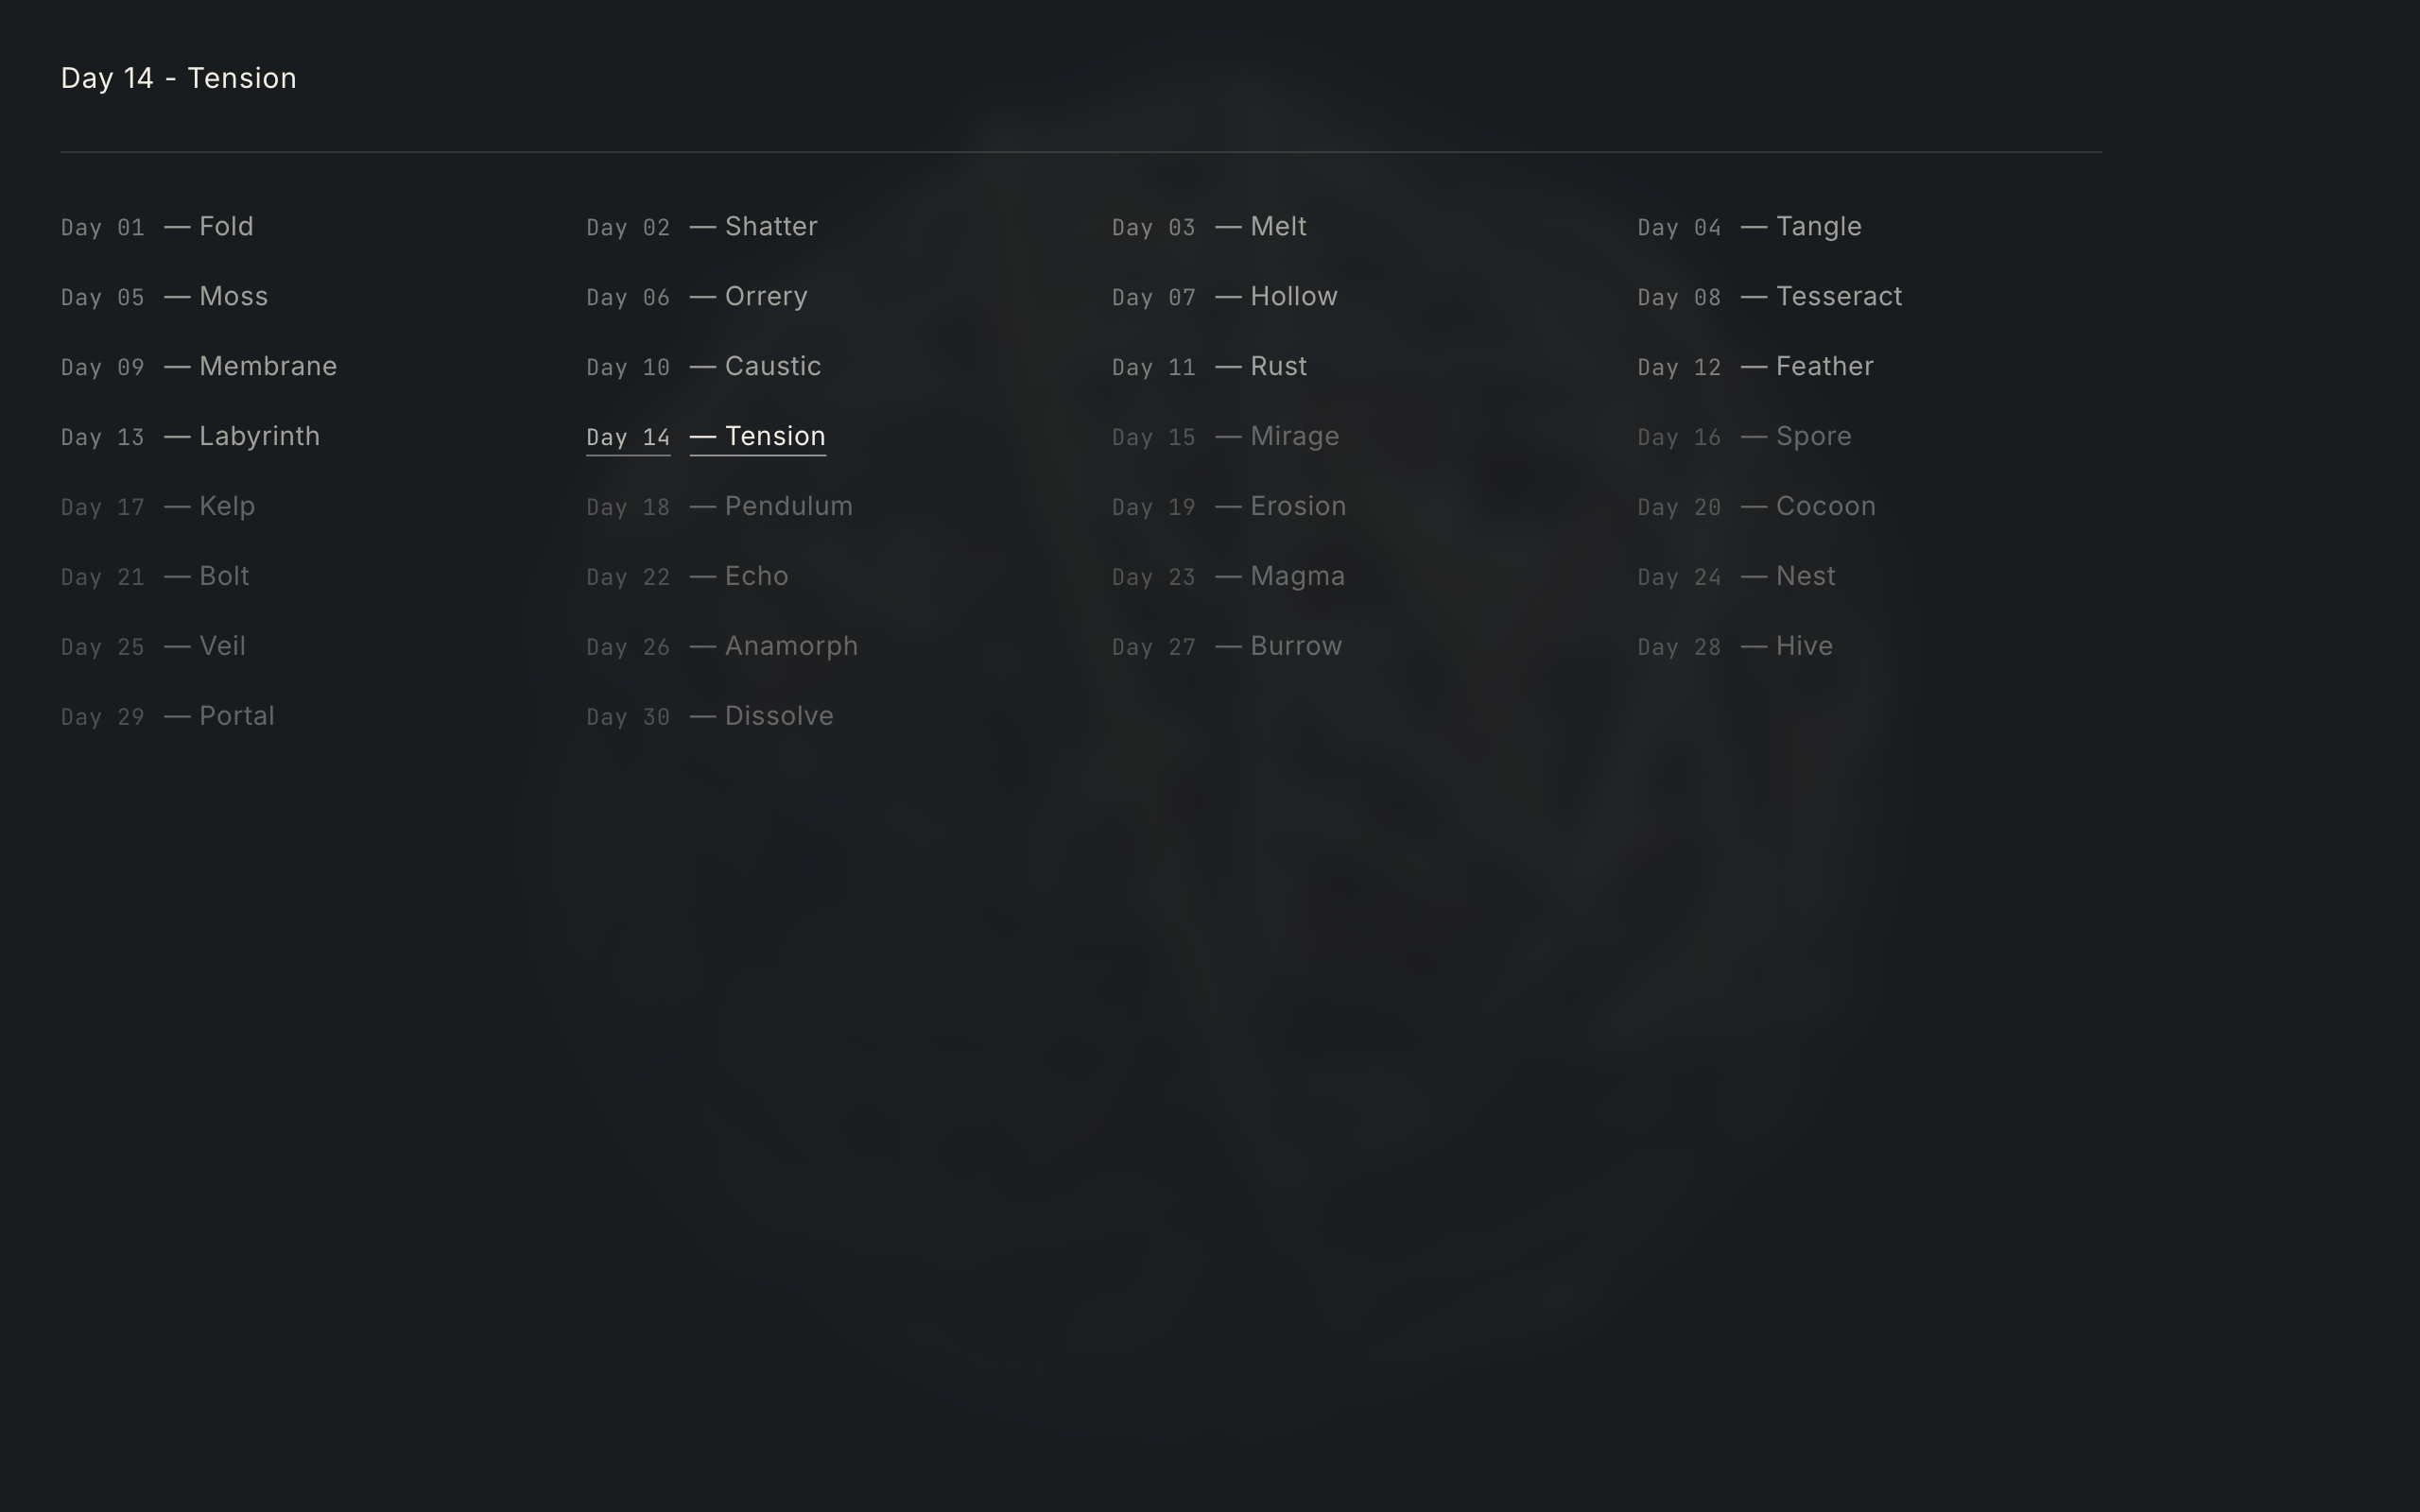 Day 14 - Tension
Day 01 — Fold
Day 02 — Shatter
Day 03 — Melt
Day 04 — Tangle
Day 05 — Moss
Day 06 — Orrery
Day 07 — Hollow
Day 08 — Tesseract
Day 09 — Membrane
Day 10 — Caustic
Day 11 — Rust
Day 12 — Feather
Day 13 — Labyrinth
Day 14 — Tension
Day 15 — Mirage
Day 16 — Spore
Day 17 — Kelp
Day 18 — Pendulum
Day 19 — Erosion
Day 20 — Cocoon
Day 21 — Bolt
Day 22 — Echo
Day 23 — Magma
Day 24 — Nest
Day 25 — Veil
Day 26 — Anamorph
Day 27 — Burrow
Day 28 — Hive
Day 29 — Portal
Day 30 — Dissolve